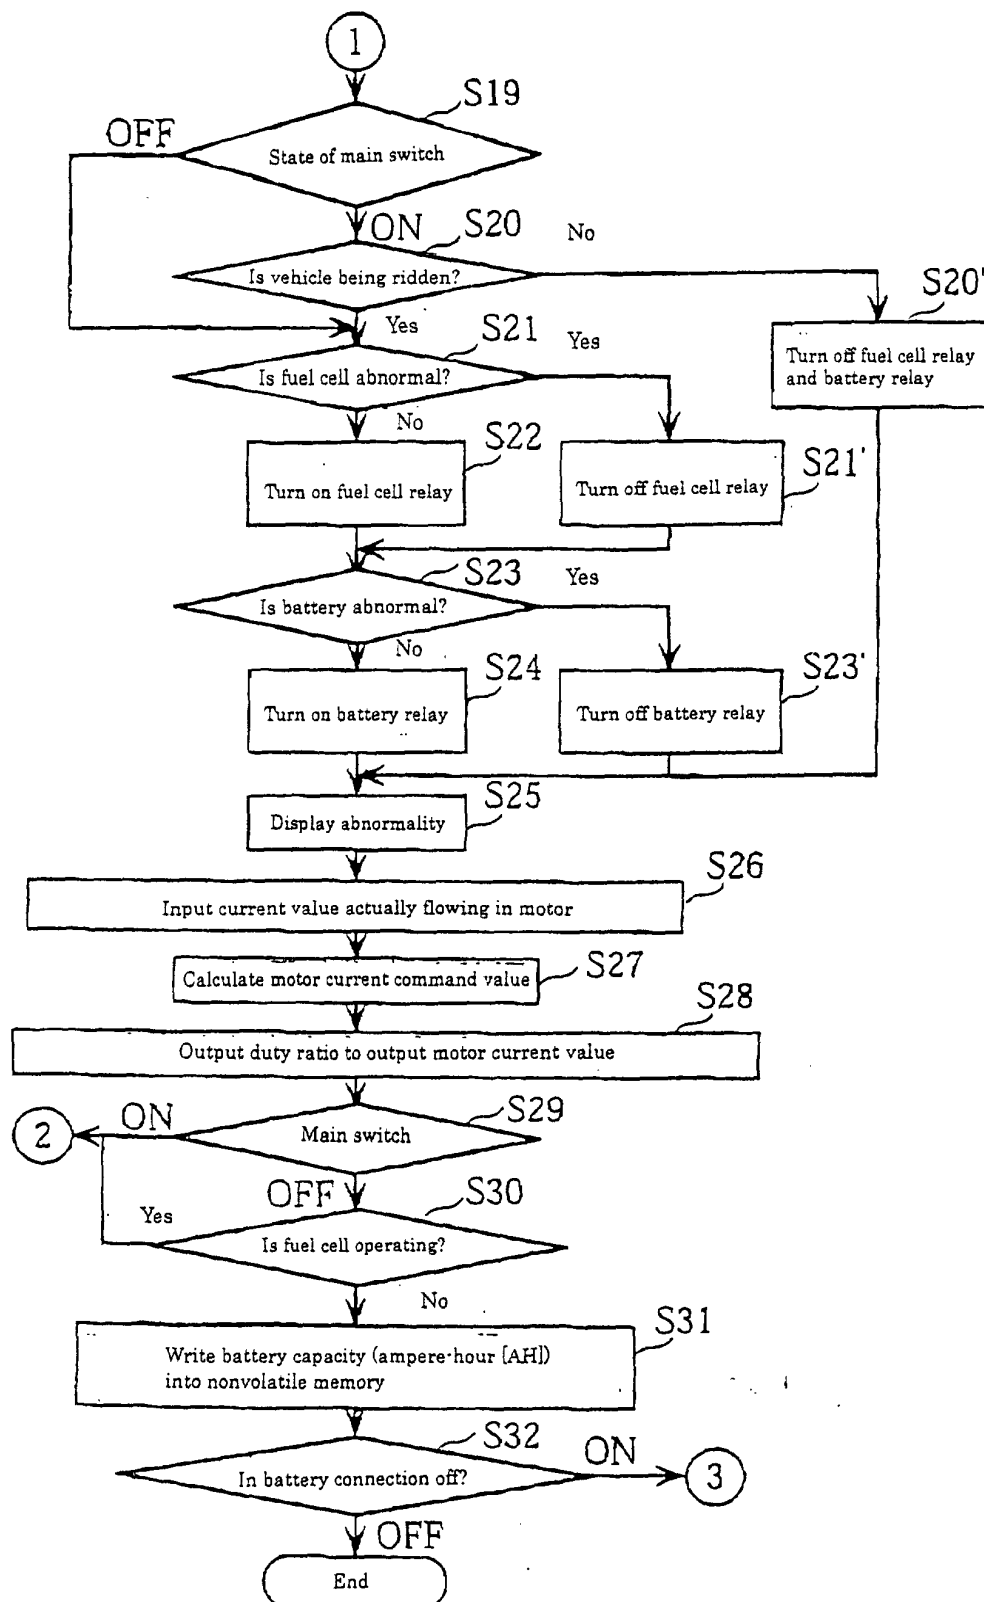 1
S19
OFF
State of main switch
ON
S20
No
Is vehicle being ridden?
S20'
Yes
S21
Yes
Turn off fuel cell relay
and battery relay
Is fuel cell abnormal?
No
S22
S21'
Turn on fuel cell relay
Turn off fuel cell relay
S23
Yes
Is battery abnormal?
No
S24
S23'
Turn on battery relay
Turn off battery relay
S25
Display abnormality
S26
Input current value actually flowing in motor
S27
Calculate motor current command value
S28
Output duty ratio to output motor current value
S29
2
ON
Main switch
OFF
S30
Yes
Is fuel cell operating?
No
S31
Write battery capacity (ampere-hour [AH])
into nonvolatile memory
S32
ON
In battery connection off?
3
OFF
End